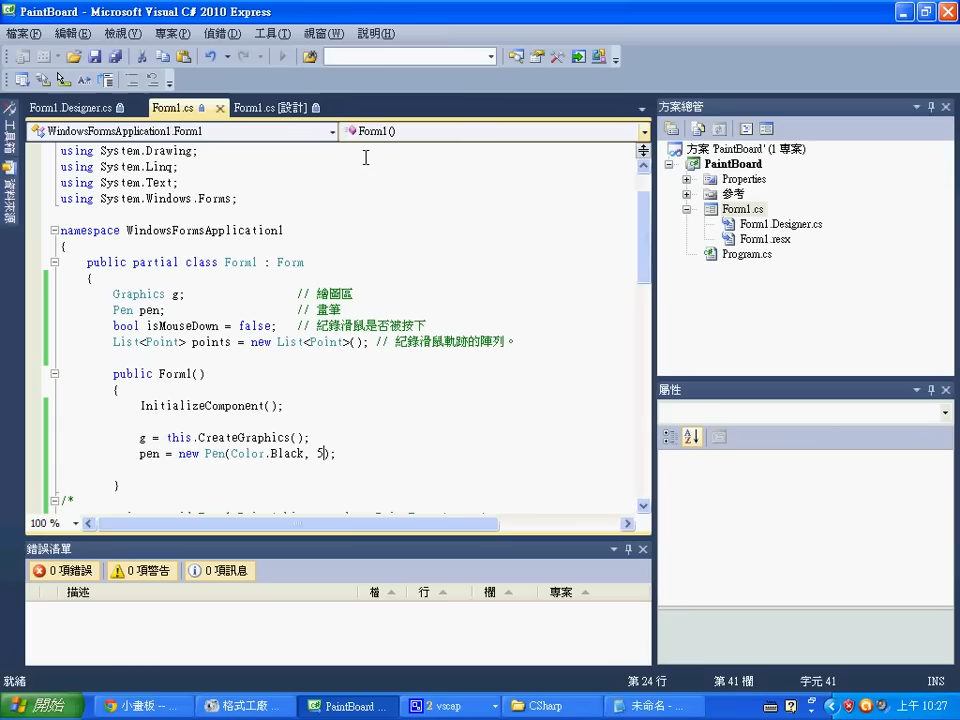 PaintBoard - Microsoft Visual C# 2010 Express
檔案(F) 編輯(E) 檢視(V) 專案(P) 偵錯(D) 工具(T) 視窗(W) 說明(H)
Form1.Designer.cs Form1.cs Form1.cs [設計]
WindowsFormsApplication1.Form1 Form1()
工具箱
資料來源
using System.Drawing;
using System.Linq;
using System.Text;
using System.Windows.Forms;
namespace WindowsFormsApplication1
{
public partial class Form1 : Form
{
Graphics g; // 繪圖區
Pen pen; // 畫筆
bool isMouseDown = false; // 紀錄滑鼠是否被按下
List<Point> points = new List<Point>(); // 紀錄滑鼠軌跡的陣列。
public Form1()
{
InitializeComponent();
g = this.CreateGraphics();
pen = new Pen(Color.Black, 5);
}
/*
100 %
方案總管
方案 'PaintBoard' (1 專案)
PaintBoard
Properties
參考
Form1.cs
Form1.Designer.cs
Form1.resx
Program.cs
屬性
錯誤清單
0 項錯誤 0 項警告 0 項訊息
描述 檔 行 欄 專案
就緒 第 24 行 第 41 欄 字元 41 INS
開始 小畫板 -- ... 格式工廠 ... PaintBoard ... 2 vscap CSharp 未命名 - ... 上午 10:27